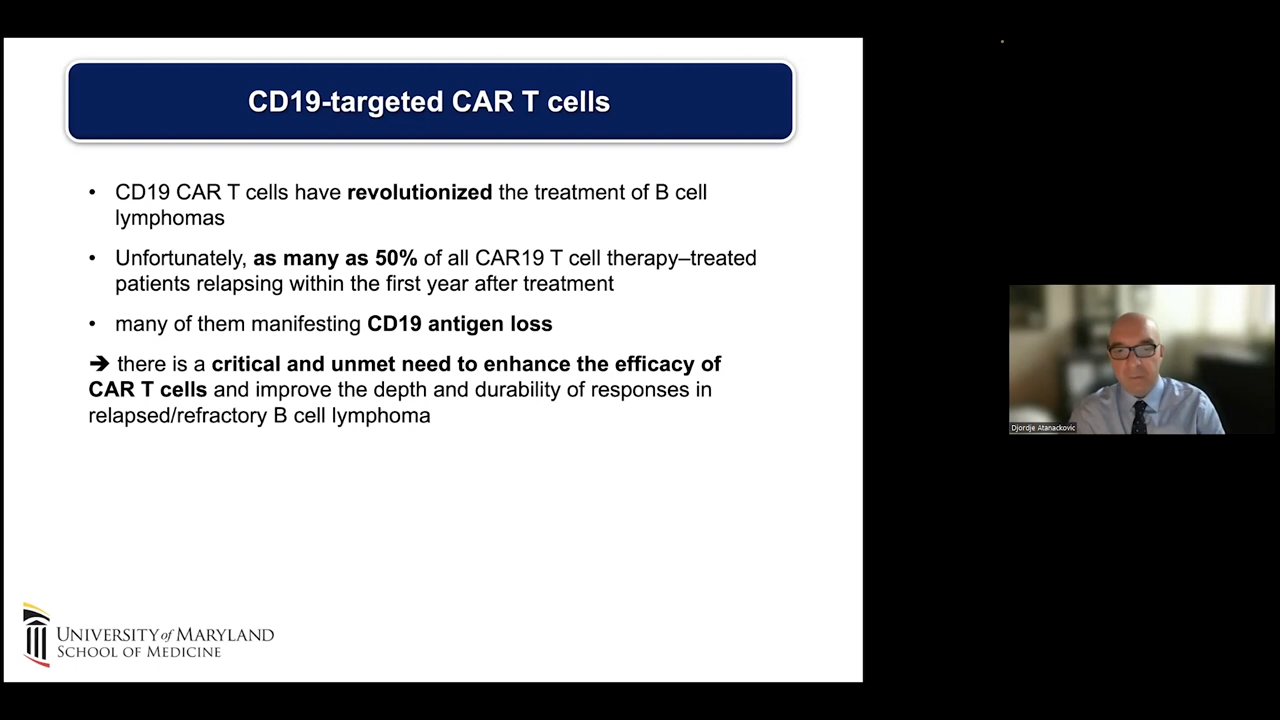 CD19-targeted CAR T cells
• CD19 CAR T cells have revolutionized the treatment of B cell
lymphomas
• Unfortunately, as many as 50% of all CAR19 T cell therapy–treated
patients relapsing within the first year after treatment
• many of them manifesting CD19 antigen loss
➔ there is a critical and unmet need to enhance the efficacy of
CAR T cells and improve the depth and durability of responses in
relapsed/refractory B cell lymphoma
UNIVERSITY of MARYLAND
SCHOOL OF MEDICINE
Djordje Atanackovic